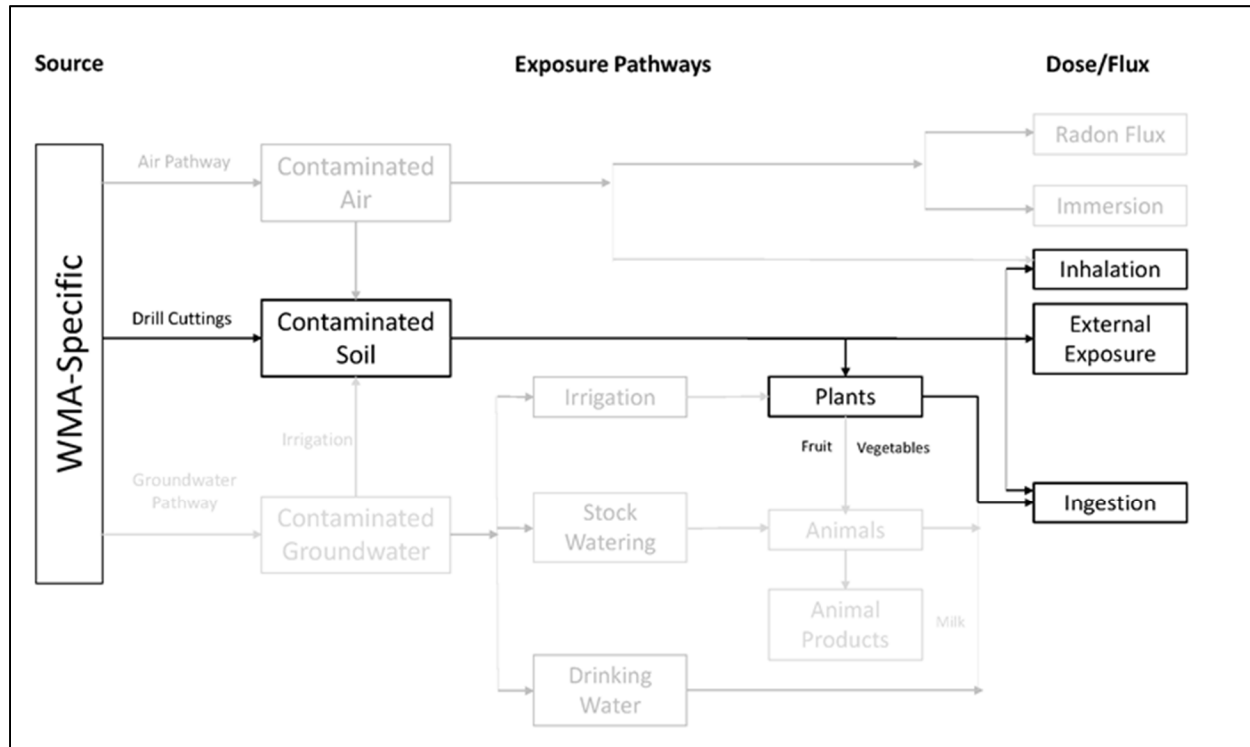 Source
Exposure Pathways
Dose/Flux
WMA-Specific
Air Pathway
Contaminated
Air
Radon Flux
Immersion
Inhalation
Drill Cuttings
Contaminated
Soil
External
Exposure
Irrigation
Plants
Fruit
Vegetables
Irrigation
Groundwater
Pathway
Contaminated
Groundwater
Stock
Watering
Animals
Ingestion
Animal
Products
Milk
Drinking
Water